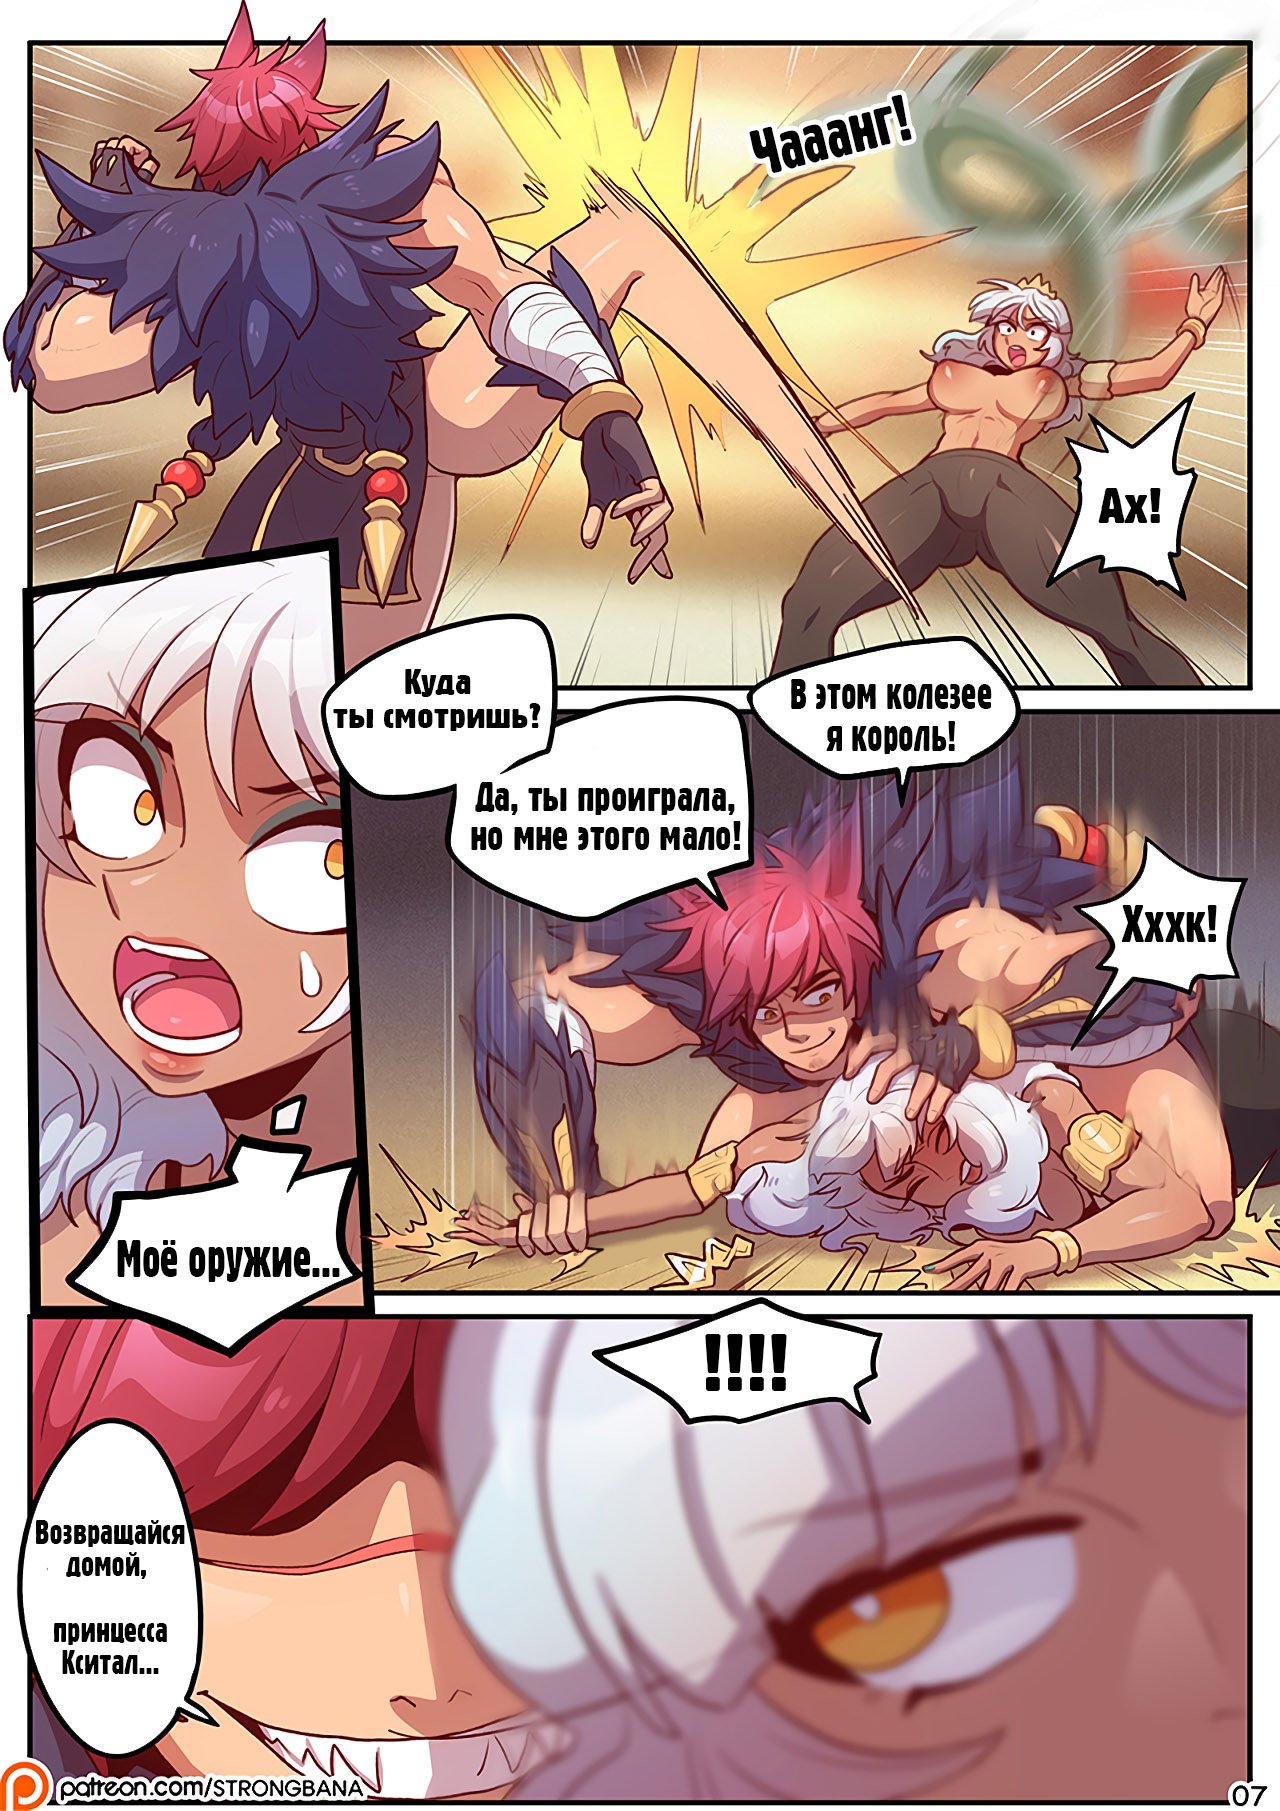 Чааанг!
Ах!
Куда
ты смотришь?
Да, ты проиграла,
но мне этого мало!
В этом колезее
я король!
Хххк!
Моё оружие...
!!!!
Возвращайся
домой,
принцесса
Кситал...
patreon.com/STRONGBANA
07